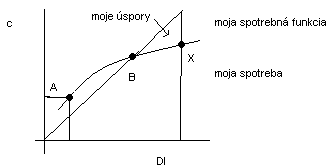 moje úspory
moja spotrebná funkcia
c
X
moja spotreba
B
A
DI